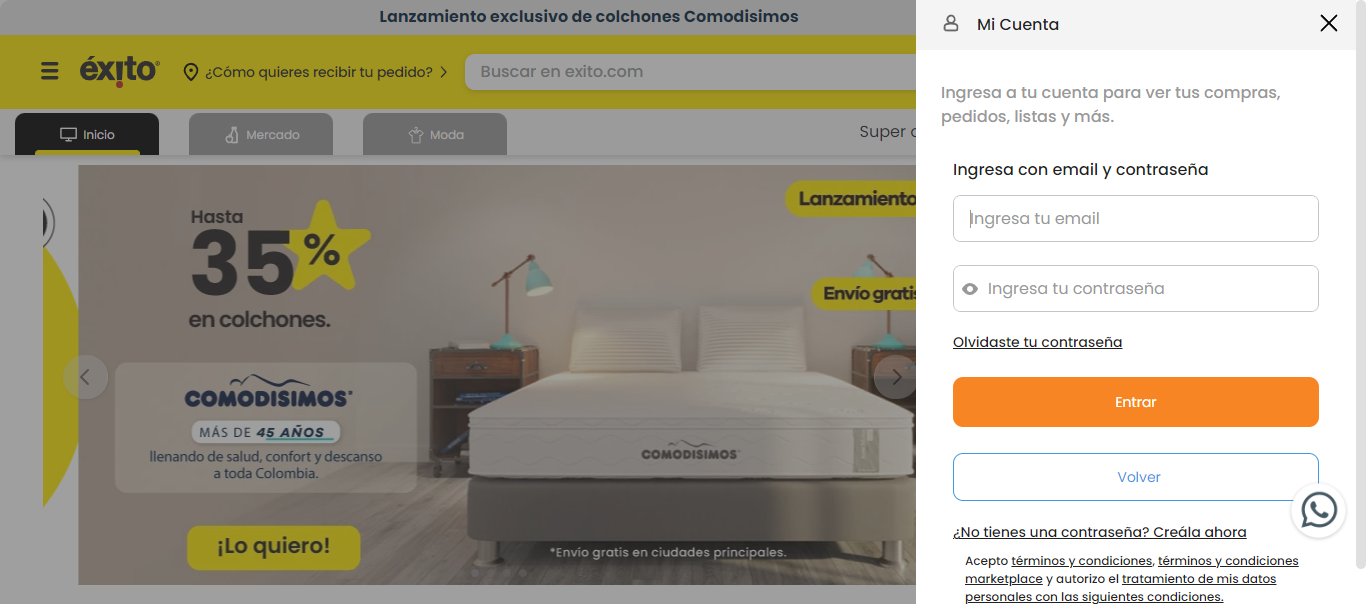 Lanzamiento exclusivo de colchones Comodisimos
éxito
¿Cómo quieres recibir tu pedido?
Buscar en exito.com
Inicio
Mercado
Moda
Super
Hasta
35%
en colchones.
COMODISIMOS
MÁS DE 45 AÑOS
llenando de salud, confort y descanso
a toda Colombia.
¡Lo quiero!
Lanzamiento
Envío gratis
COMODISIMOS
*Envío gratis en ciudades principales.
Mi Cuenta
Ingresa a tu cuenta para ver tus compras,
pedidos, listas y más.
Ingresa con email y contraseña
Ingresa tu email
Ingresa tu contraseña
Olvidaste tu contraseña
Entrar
Volver
¿No tienes una contraseña? Creála ahora
Acepto términos y condiciones, términos y condiciones
marketplace y autorizo el tratamiento de mis datos
personales con las siguientes condiciones.